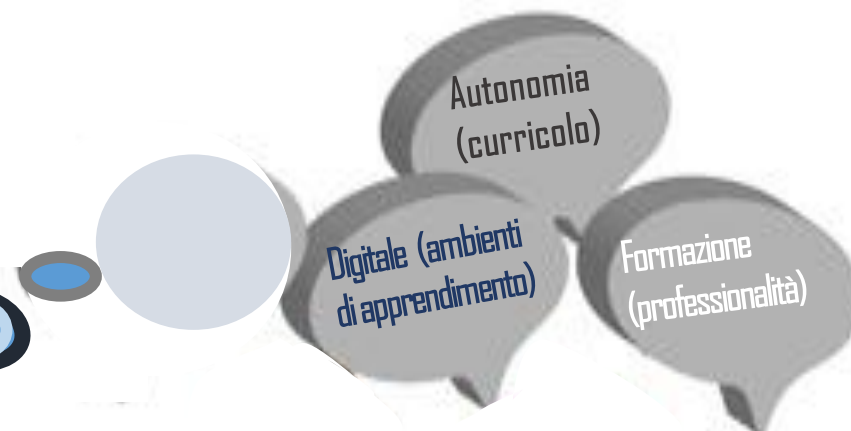 Autonomia
(curricolo)
Digitale (ambienti
di apprendimento)
Formazione
(professionalità)